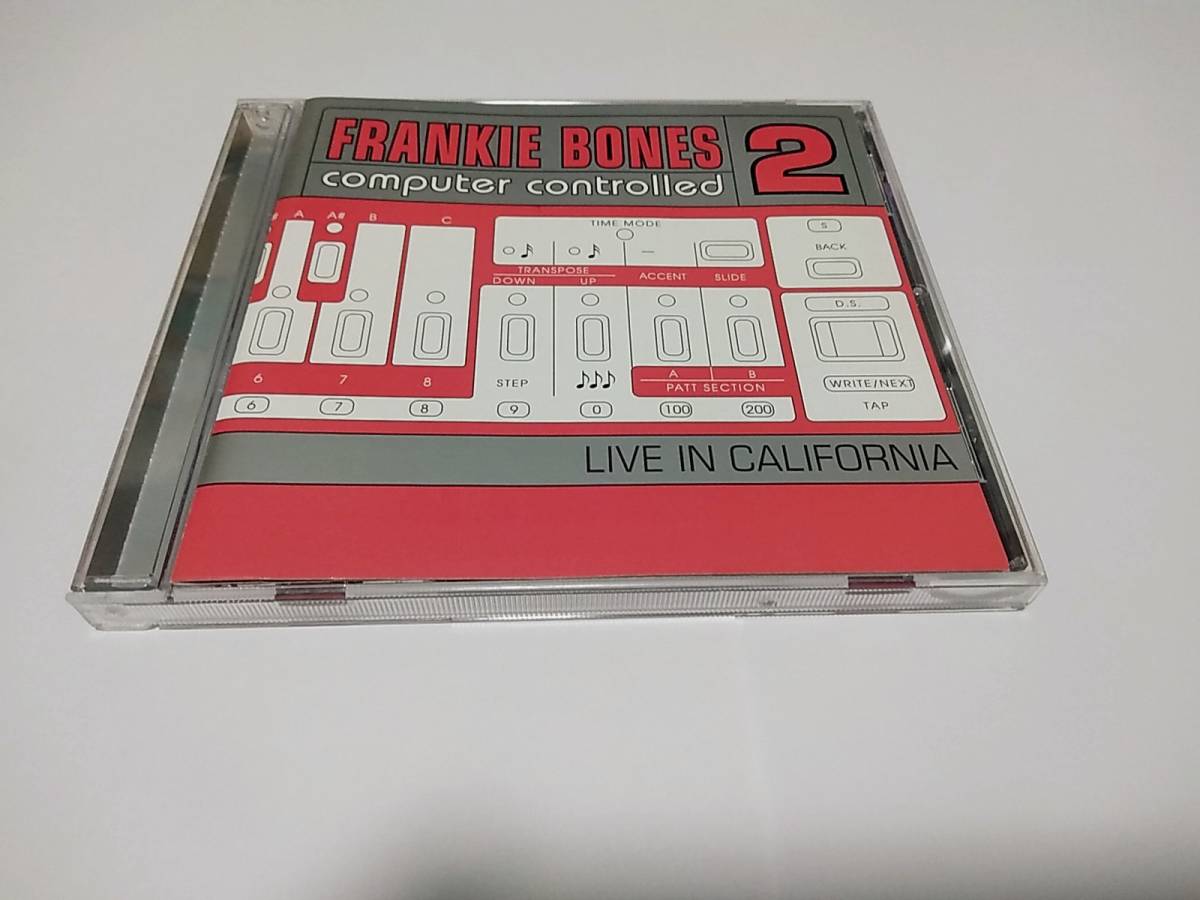 FRANKIE BONES 2
computer controlled
A A# B C
TIME MODE
TRANSPOSE
DOWN UP ACCENT SLIDE
S
BACK
D.S.
WRITE/NEXT
TAP
6 7 8 STEP
A B
PATT SECTION
6 7 8 9 0 100 200
LIVE IN CALIFORNIA